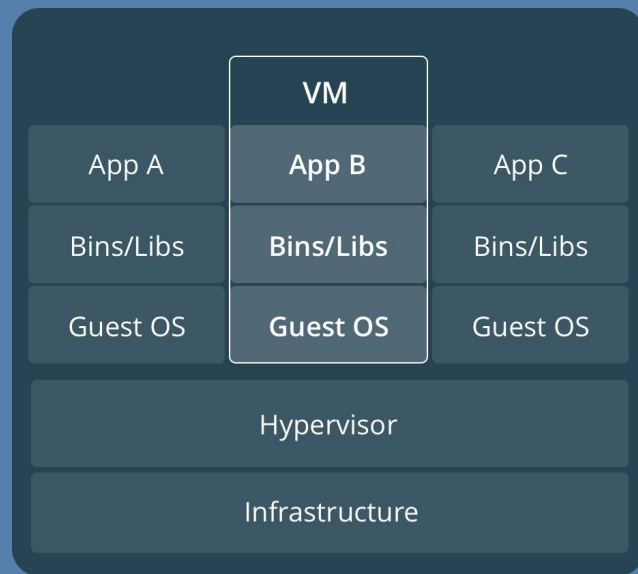 VM
App A App B App C
Bins/Libs Bins/Libs Bins/Libs
Guest OS Guest OS Guest OS
Hypervisor
Infrastructure